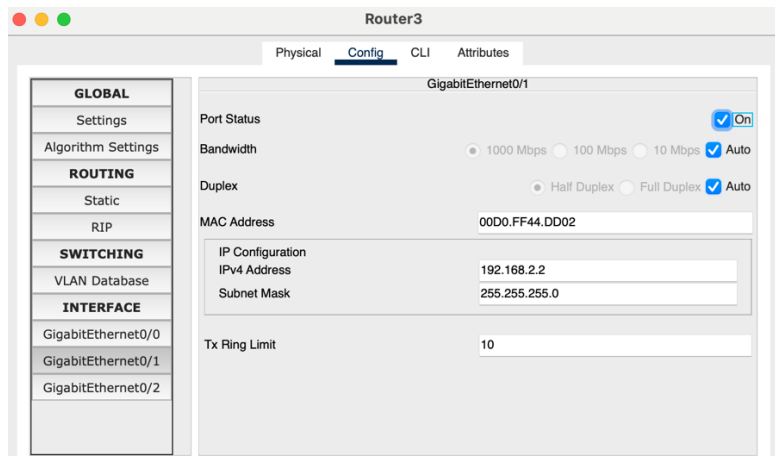 Router3
Physical Config CLI Attributes
GLOBAL
Settings
Algorithm Settings
ROUTING
Static
RIP
SWITCHING
VLAN Database
INTERFACE
GigabitEthernet0/0
GigabitEthernet0/1
GigabitEthernet0/2
GigabitEthernet0/1
Port Status On
Bandwidth 1000 Mbps 100 Mbps 10 Mbps Auto
Duplex Half Duplex Full Duplex Auto
MAC Address 00D0.FF44.DD02
IP Configuration
IPv4 Address 192.168.2.2
Subnet Mask 255.255.255.0
Tx Ring Limit 10